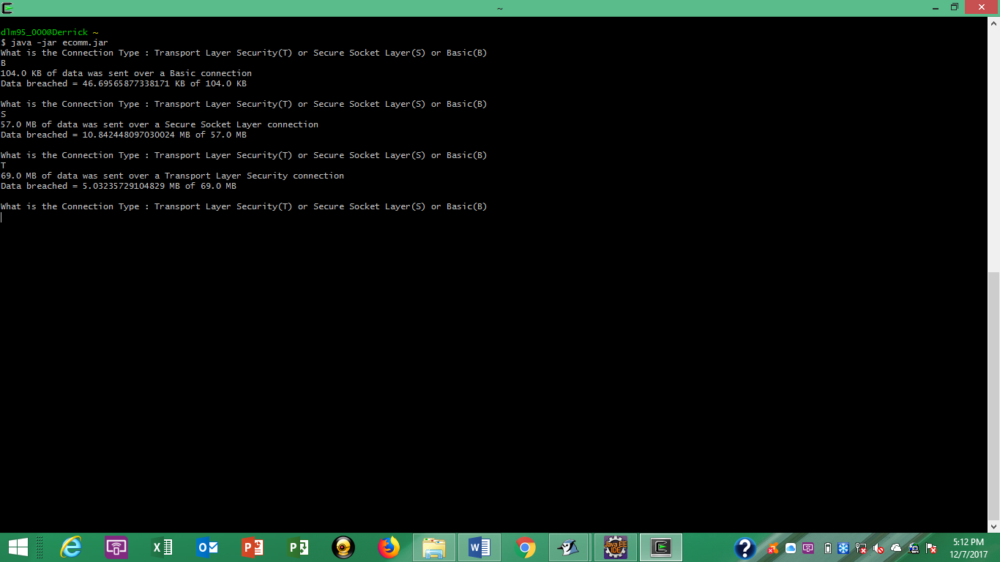 ~
dlm95_000@Derrick ~
$ java -jar ecomm.jar
What is the Connection Type : Transport Layer Security(T) or Secure Socket Layer(S) or Basic(B)
B
104.0 KB of data was sent over a Basic connection
Data breached = 46.69565877338171 KB of 104.0 KB
What is the Connection Type : Transport Layer Security(T) or Secure Socket Layer(S) or Basic(B)
S
57.0 MB of data was sent over a Secure Socket Layer connection
Data breached = 10.842448097030024 MB of 57.0 MB
What is the Connection Type : Transport Layer Security(T) or Secure Socket Layer(S) or Basic(B)
T
69.0 MB of data was sent over a Transport Layer Security connection
Data breached = 5.03235729104829 MB of 69.0 MB
What is the Connection Type : Transport Layer Security(T) or Secure Socket Layer(S) or Basic(B)
Java EE
IDE
5:12 PM
12/7/2017